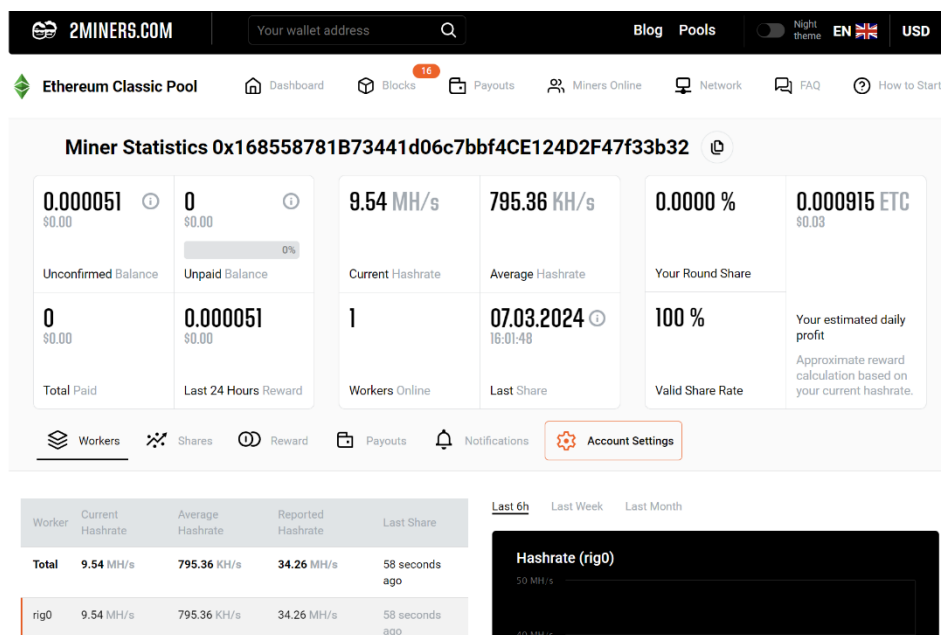 2MINERS.COM
Your wallet address
Blog Pools
Night theme
EN
USD
Ethereum Classic Pool
Dashboard
Blocks
16
Payouts
Miners Online
Network
FAQ
How to Start
Miner Statistics 0x168558781B73441d06c7bbf4CE124D2F47f33b32
0.000051
$0.00
Unconfirmed Balance
0
$0.00
0%
Unpaid Balance
9.54 MH/s
Current Hashrate
795.36 KH/s
Average Hashrate
0.0000 %
Your Round Share
0.000915 ETC
$0.03
Your estimated daily
profit
Approximate reward
calculation based on
your current hashrate.
0
$0.00
Total Paid
0.000051
$0.00
Last 24 Hours Reward
1
Workers Online
07.03.2024
16:01:48
Last Share
100 %
Valid Share Rate
Workers
Shares
Reward
Payouts
Notifications
Account Settings
Worker
Current
Hashrate
Average
Hashrate
Reported
Hashrate
Last Share
Total
9.54 MH/s
795.36 KH/s
34.26 MH/s
58 seconds
ago
rig0
9.54 MH/s
795.36 KH/s
34.26 MH/s
58 seconds
ago
Last 6h
Last Week
Last Month
Hashrate (rig0)
50 MH/s
40 MH/s